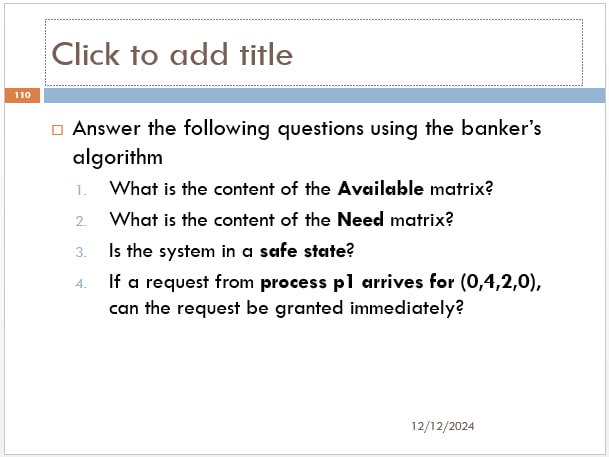 Click to add title
110
Answer the following questions using the banker's
algorithm
1. What is the content of the Available matrix?
2. What is the content of the Need matrix?
3. Is the system in a safe state?
4. If a request from process p1 arrives for (0,4,2,0),
can the request be granted immediately?
12/12/2024